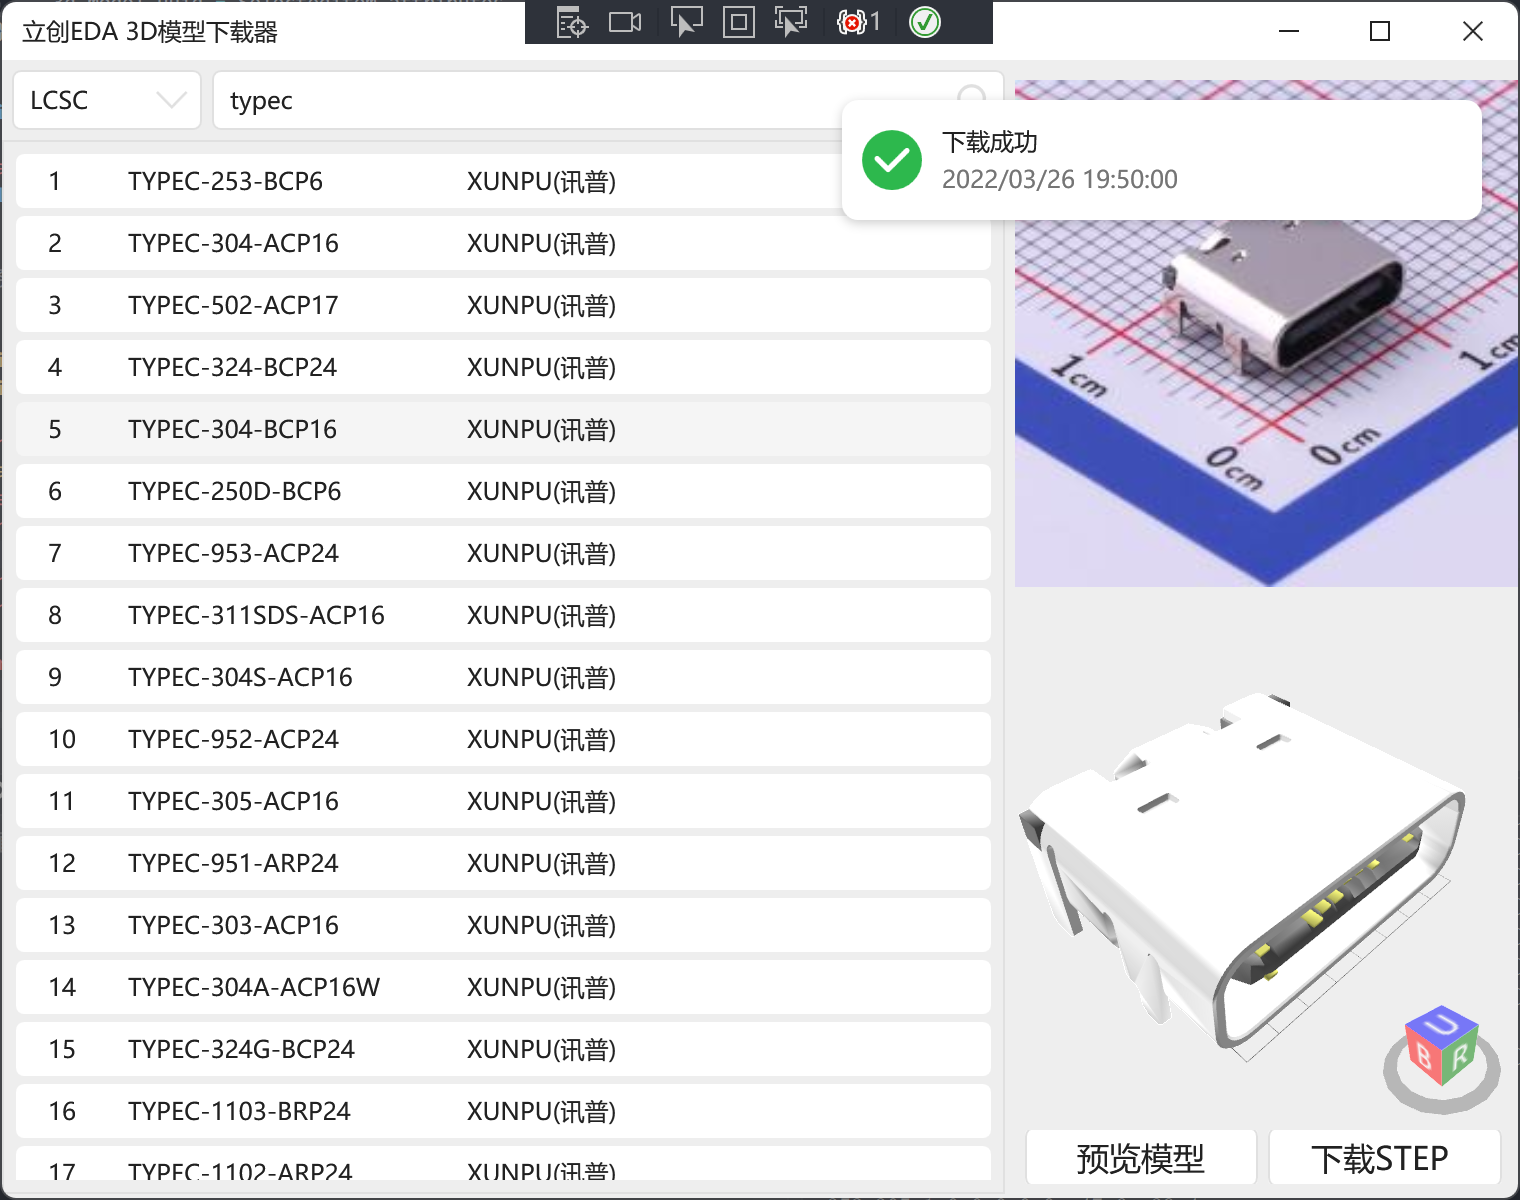 立创EDA 3D模型下载器
1
LCSC
typec
下载成功
2022/03/26 19:50:00
1 TYPEC-253-BCP6 XUNPU(讯普)
2 TYPEC-304-ACP16 XUNPU(讯普)
3 TYPEC-502-ACP17 XUNPU(讯普)
4 TYPEC-324-BCP24 XUNPU(讯普)
5 TYPEC-304-BCP16 XUNPU(讯普)
6 TYPEC-250D-BCP6 XUNPU(讯普)
7 TYPEC-953-ACP24 XUNPU(讯普)
8 TYPEC-311SDS-ACP16 XUNPU(讯普)
9 TYPEC-304S-ACP16 XUNPU(讯普)
10 TYPEC-952-ACP24 XUNPU(讯普)
11 TYPEC-305-ACP16 XUNPU(讯普)
12 TYPEC-951-ARP24 XUNPU(讯普)
13 TYPEC-303-ACP16 XUNPU(讯普)
14 TYPEC-304A-ACP16W XUNPU(讯普)
15 TYPEC-324G-BCP24 XUNPU(讯普)
16 TYPEC-1103-BRP24 XUNPU(讯普)
17 TYPEC-1102-ARP24 XUNPU(讯普)
1cm
1cm
0cm
0cm
U
B R
预览模型
下载STEP